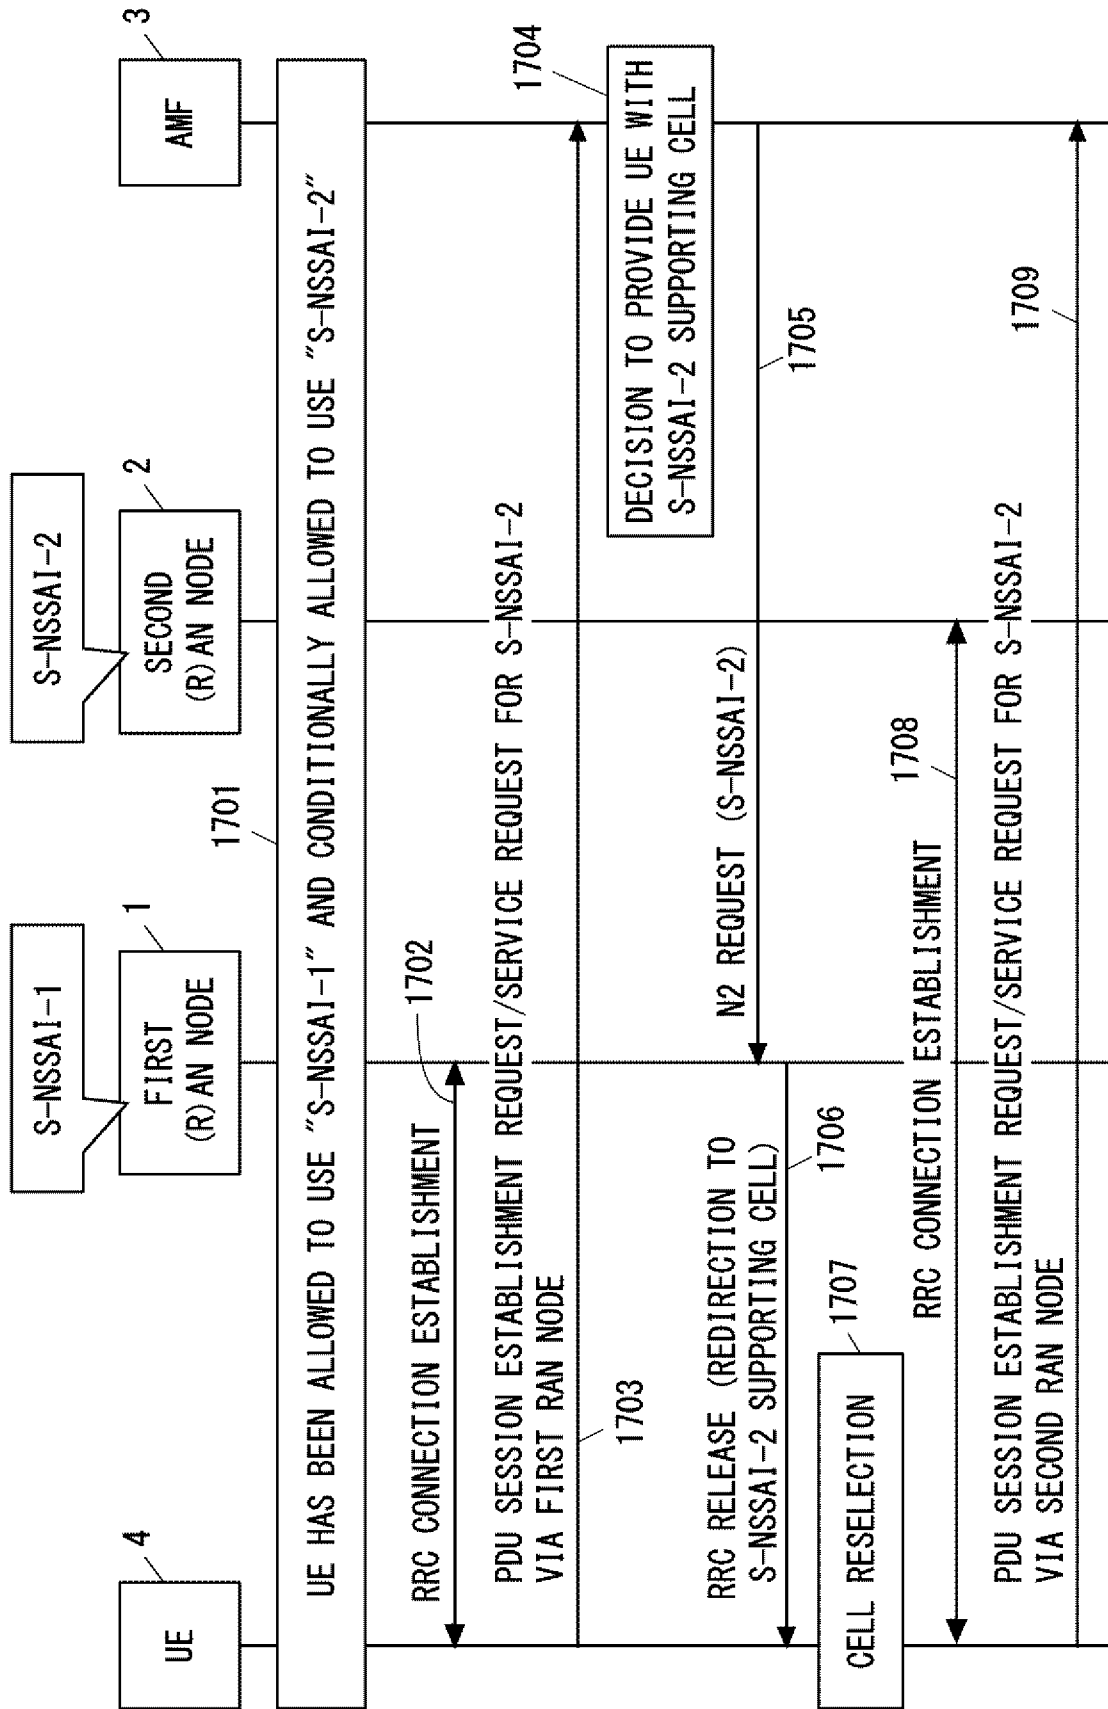 S-NSSAI-1
S-NSSAI-2
4
1
2
3
UE
FIRST
(R)AN NODE
SECOND
(R)AN NODE
AMF
1701
UE HAS BEEN ALLOWED TO USE "S-NSSAI-1" AND CONDITIONALLY ALLOWED TO USE "S-NSSAI-2"
RRC CONNECTION ESTABLISHMENT
1702
PDU SESSION ESTABLISHMENT REQUEST/SERVICE REQUEST FOR S-NSSAI-2
VIA FIRST RAN NODE
1703
1704
DECISION TO PROVIDE UE WITH
S-NSSAI-2 SUPPORTING CELL
N2 REQUEST (S-NSSAI-2)
1705
RRC RELEASE (REDIRECTION TO
S-NSSAI-2 SUPPORTING CELL)
1706
1707
CELL RESELECTION
RRC CONNECTION ESTABLISHMENT
1708
PDU SESSION ESTABLISHMENT REQUEST/SERVICE REQUEST FOR S-NSSAI-2
VIA SECOND RAN NODE
1709